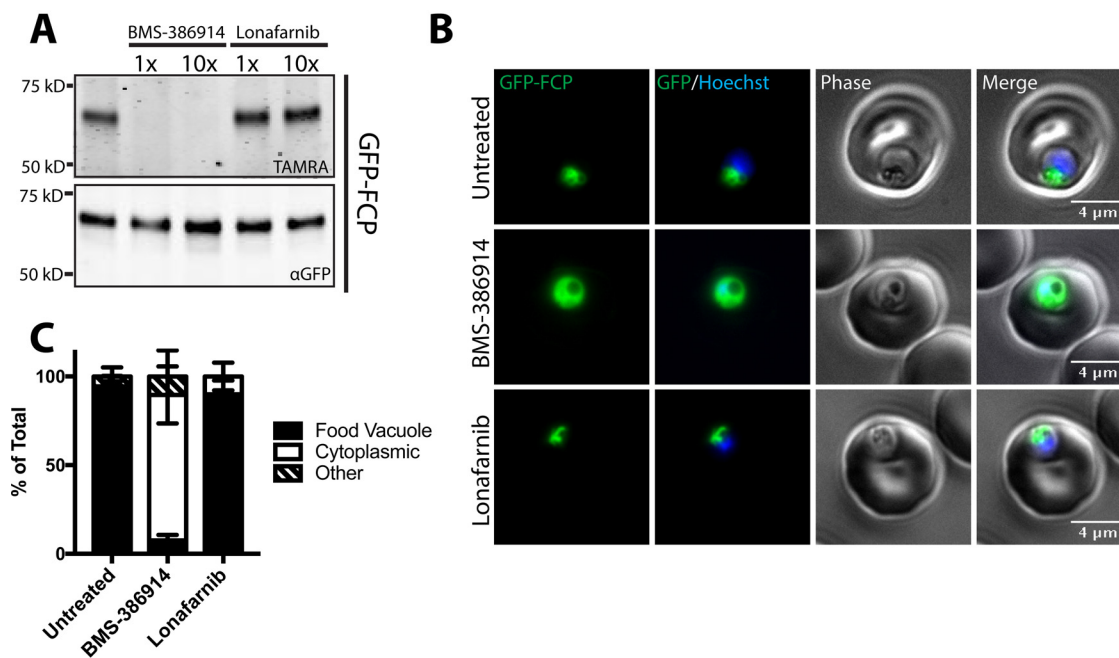 A
BMS-386914 Lonafarnib
1x 10x 1x 10x
75 kD
50 kD
TAMRA
75 kD
50 kD
αGFP
GFP-FCP
B
GFP-FCP GFP/Hoechst Phase Merge
Untreated
4 µm
BMS-386914
4 µm
Lonafarnib
4 µm
C
% of Total
100
50
0
Untreated
BMS-386914
Lonafarnib
Food Vacuole
Cytoplasmic
Other